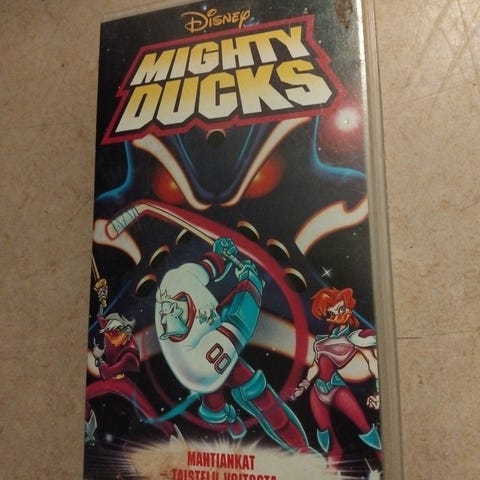 Disney
MIGHTY
DUCKS
00
MAHTIANKAT
TAISTELU VOITOSTA